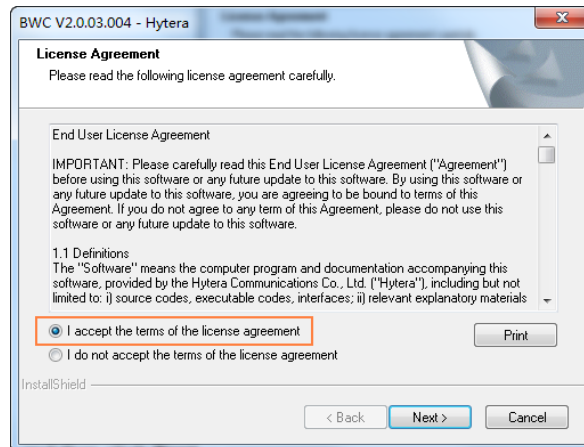 BWC V2.0.03.004 - Hytera
License Agreement
Please read the following license agreement carefully.
End User License Agreement
IMPORTANT: Please carefully read this End User License Agreement ("Agreement")
before using this software or any future update to this software. By using this software or
any future update to this software, you are agreeing to be bound to terms of this
Agreement. If you do not agree to any term of this Agreement, please do not use this
software or any future update to this software.
1.1 Definitions
The "Software" means the computer program and documentation accompanying this
software, provided by the Hytera Communications Co., Ltd. ("Hytera"), including but not
limited to: i) source codes, executable codes, interfaces; ii) relevant explanatory materials
I accept the terms of the license agreement
Print
I do not accept the terms of the license agreement
InstallShield
< Back
Next >
Cancel